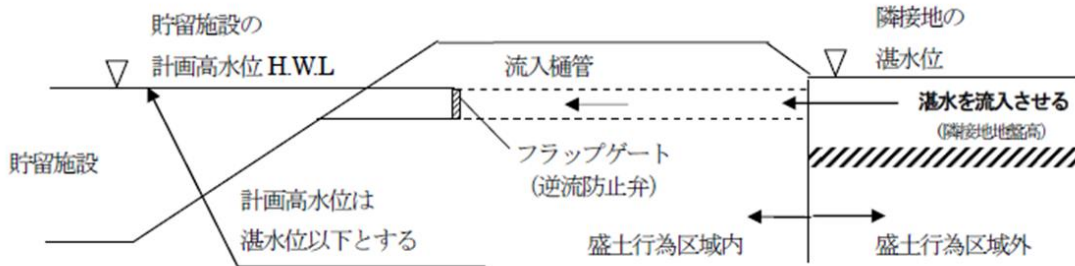 貯留施設の
計画高水位 H.W.L
流入樋管
隣接地の
湛水位
湛水を流入させる
(隣接地地盤高)
フラップゲート
(逆流防止弁)
貯留施設
計画高水位は
湛水位以下とする
盛土行為区域内
盛土行為区域外